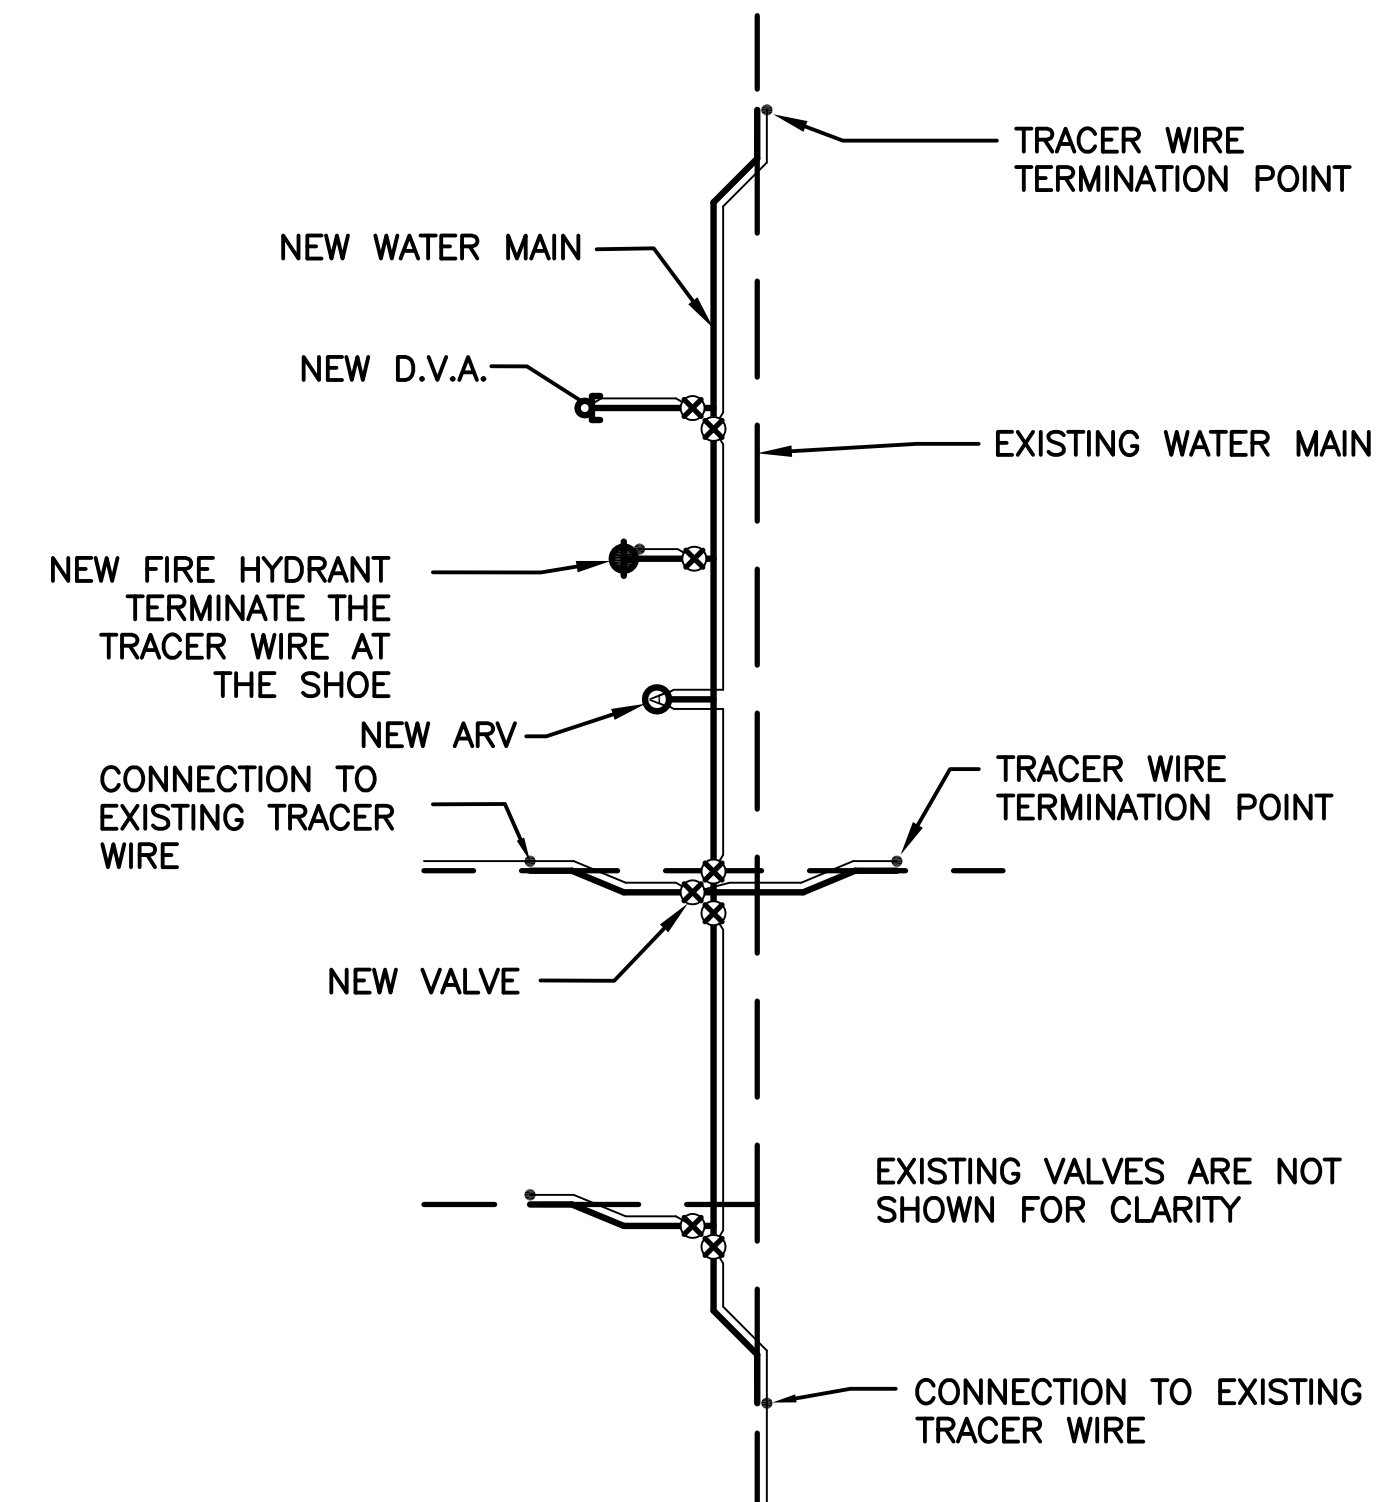 TRACER WIRE
TERMINATION POINT
NEW WATER MAIN
NEW D.V.A.
EXISTING WATER MAIN
NEW FIRE HYDRANT
TERMINATE THE
TRACER WIRE AT
THE SHOE
A
NEW ARV
CONNECTION TO
EXISTING TRACER
WIRE
TRACER WIRE
TERMINATION POINT
NEW VALVE
EXISTING VALVES ARE NOT
SHOWN FOR CLARITY
CONNECTION TO EXISTING
TRACER WIRE